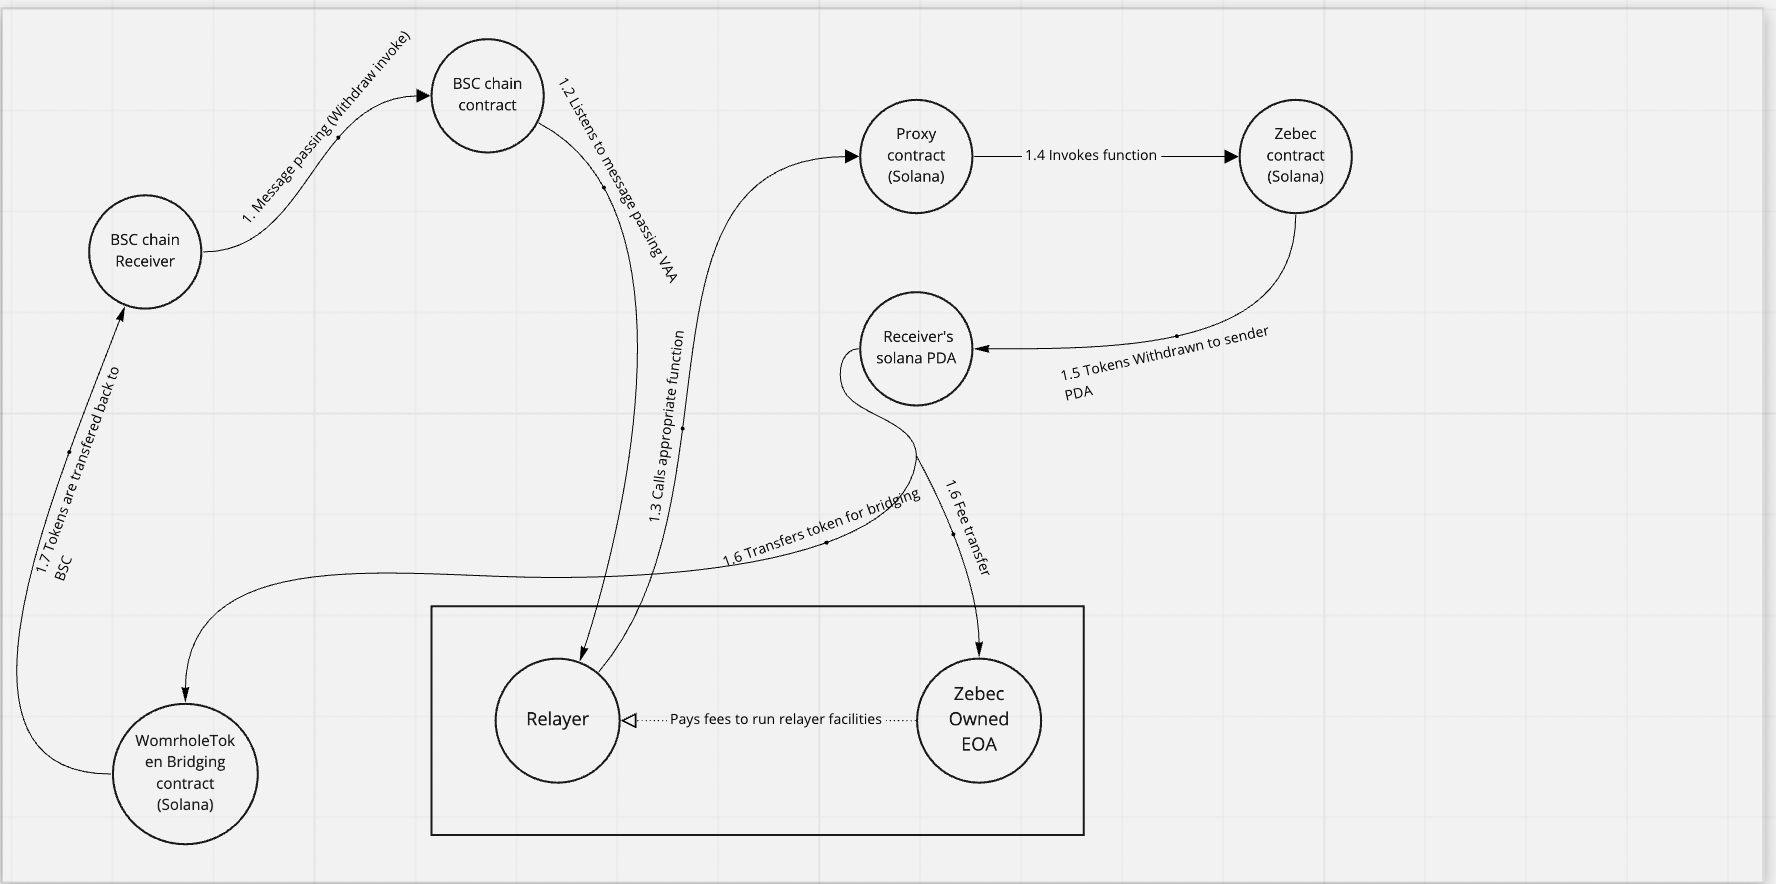 1. Message passing (Withdraw invoke)
BSC chain
contract
1.2 Listens to message passing VAA
Proxy
contract
(Solana)
1.4 Invokes function
Zebec
contract
(Solana)
BSC chain
Receiver
Receiver's
solana PDA
1.5 Tokens Withdrawn to sender
PDA
1.3 Calls appropriate function
1.7 Tokens are transfered back to
BSC
1.6 Transfers token for bridging
1.6 Fee transfer
Relayer
Pays fees to run relayer facilities
Zebec
Owned
EOA
WomrholeTok
en Bridging
contract
(Solana)